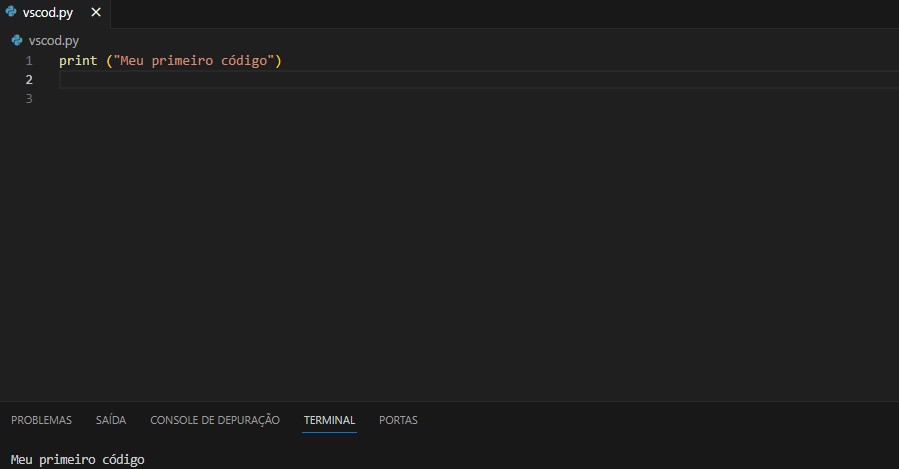 vscod.py
vscod.py
1 print ("Meu primeiro código")
2
3
PROBLEMAS SAÍDA CONSOLE DE DEPURAÇÃO TERMINAL PORTAS
Meu primeiro código